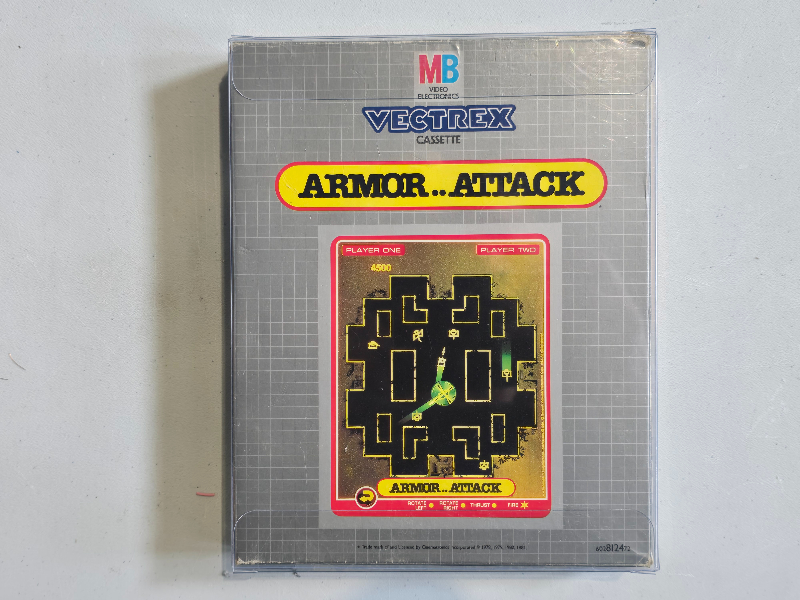 MB
VIDEO
ELECTRONICS
VECTREX
CASSETTE
ARMOR..ATTACK
PLAYER ONE
PLAYER TWO
4500
ARMOR..ATTACK
ROTATE LEFT
ROTATE RIGHT
THRUST
FIRE